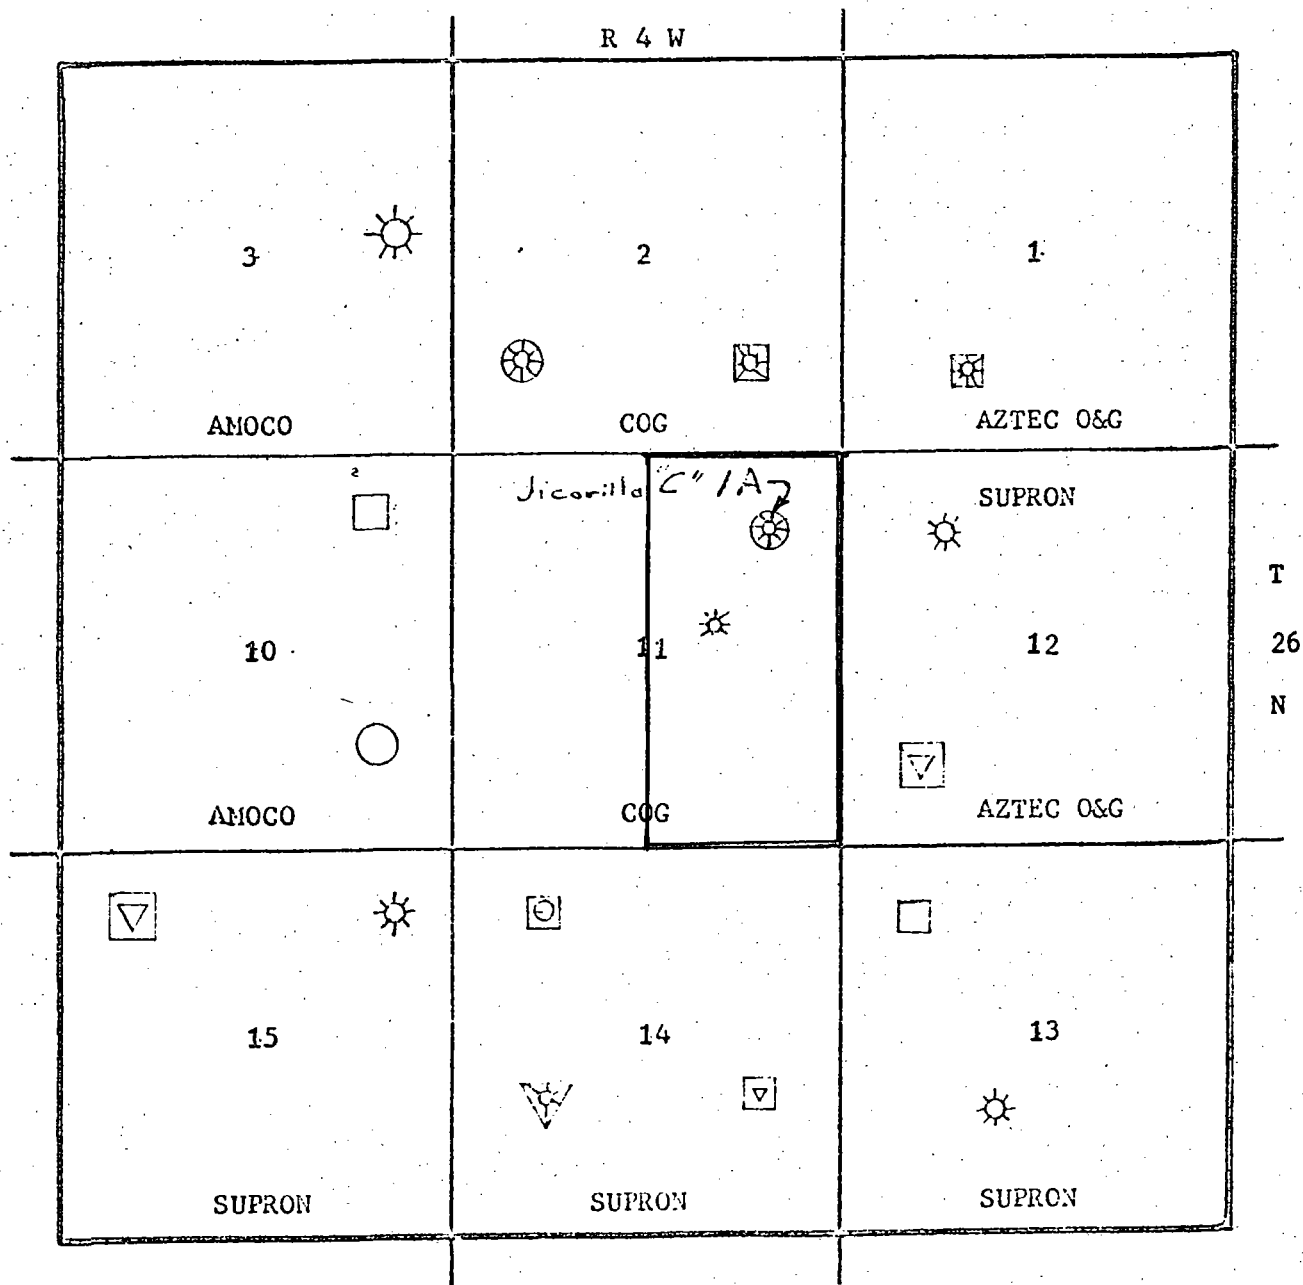 R 4 W
3
2
1
AMOCO
COG
AZTEC O&G
Jicarilla "C" 1A
SUPRON
T
26
N
10
11
12
AMOCO
COG
AZTEC O&G
15
14
13
SUPRON
SUPRON
SUPRON